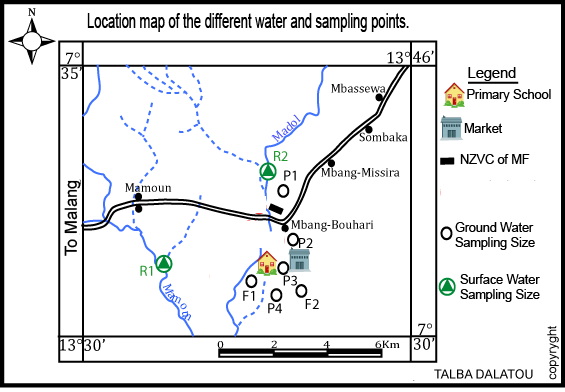 Location map of the different water and sampling points.
N
7° 13°46'
35'
Legend
Primary School
Market
NZVC of MF
Ground Water
Sampling Size
Surface Water
Sampling Size
Mbassewa
Sombaka
Madol
R2
P1
Mbang-Missira
Mamoun
Mbang-Bouhari
To Malang
P2
R1
P3
F1
F2
P4
Mamoun
7°
13°30' 30'
0 2 4 6Km
TALBA DALATOU
copyryght